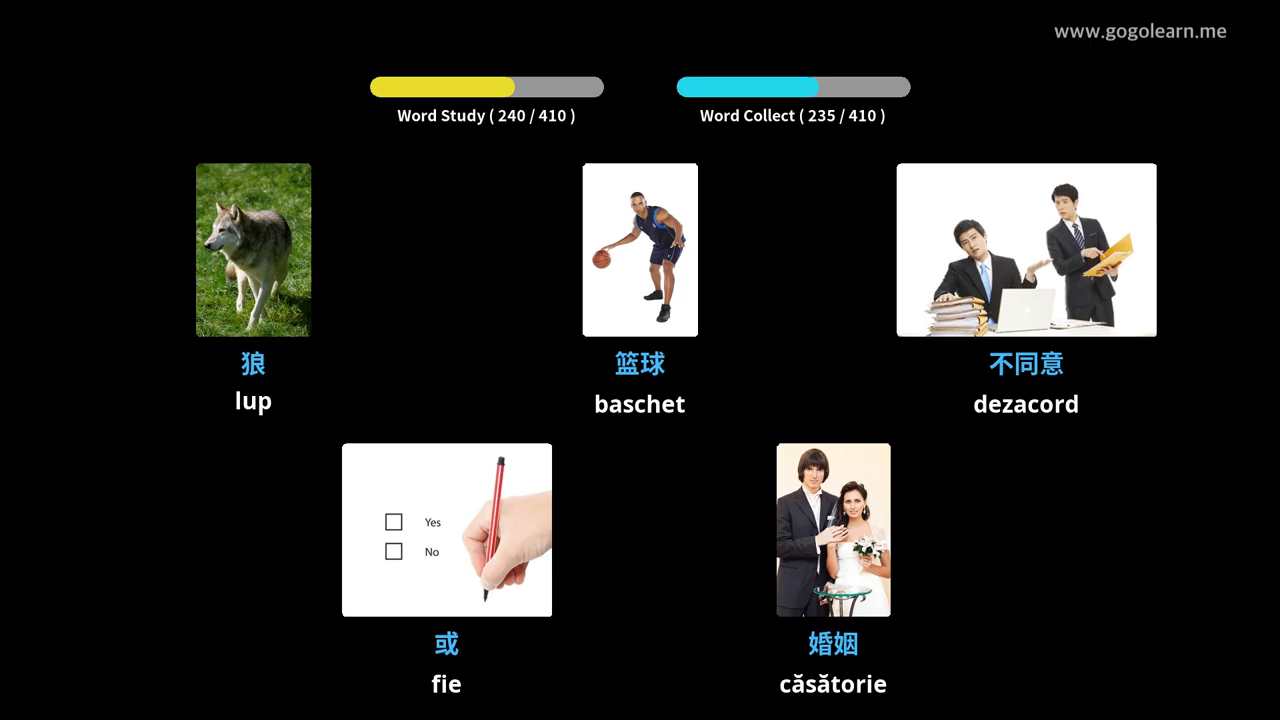 www.gogolearn.me
Word Study ( 240 / 410 )
Word Collect ( 235 / 410 )
狼
lup
篮球
baschet
不同意
dezacord
Yes
No
或
fie
婚姻
căsătorie